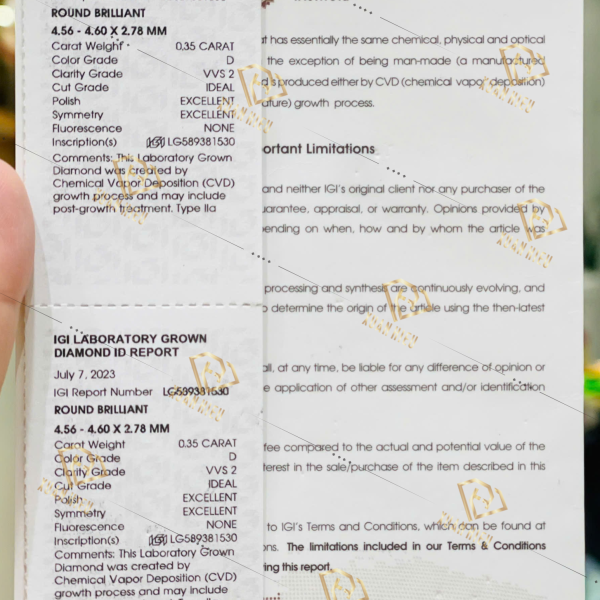 ROUND BRILLIANT
4.56 - 4.60 X 2.78 MM
Carat Weight 0.35 CARAT
Color Grade D
Clarity Grade VVS 2
Cut Grade IDEAL
Polish EXCELLENT
Symmetry EXCELLENT
Fluorescence NONE
Inscription(s) LG589381530
Comments: This Laboratory Grown
Diamond was created by
Chemical Vapor Deposition (CVD)
growth process and may include
post-growth treatment. Type IIa
IGI LABORATORY GROWN
DIAMOND ID REPORT
July 7, 2023
IGI Report Number LG589381530
ROUND BRILLIANT
4.56 - 4.60 X 2.78 MM
Carat Weight 0.35 CARAT
Color Grade D
Clarity Grade VVS 2
Cut Grade IDEAL
Polish EXCELLENT
Symmetry EXCELLENT
Fluorescence NONE
Inscription(s) LG589381530
Comments: This Laboratory Grown
Diamond was created by
Chemical Vapor Deposition (CVD)
growth process and may include
has essentially the same chemical, physical and optical
the exception of being man-made (a manufactured
produced either by CVD (chemical vapor deposition)
growth process.
Limitations
and neither IGI's original client nor any purchaser of the
appraisal, or warranty. Opinions provided by
on when, how and by whom the article was
processing and synthesis are continuously evolving, and
determine the origin of the article using the then-latest
at any time, be liable for any difference of opinion or
application of other assessment and/or identification
fee compared to the actual and potential value of the
in the sale/purchase of the item described in this
to IGI's Terms and Conditions, which can be found at
The limitations included in our Terms & Conditions
this report.